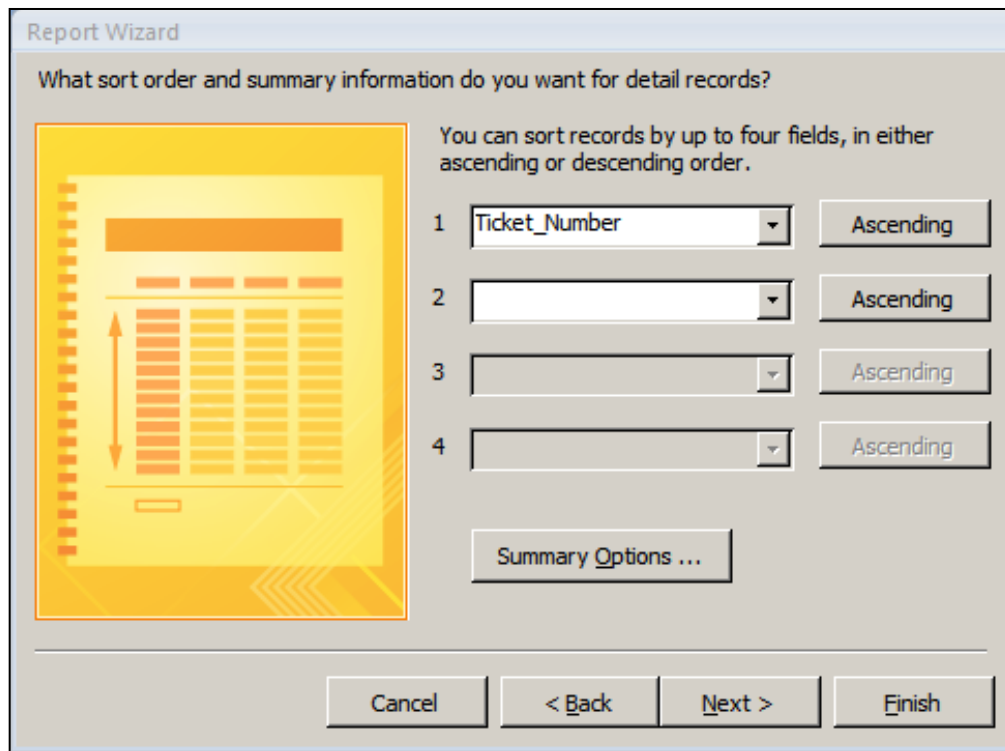 Report Wizard
What sort order and summary information do you want for detail records?
You can sort records by up to four fields, in either
ascending or descending order.
1 Ticket_Number Ascending
2 Ascending
3 Ascending
4 Ascending
Summary Options ...
Cancel < Back Next > Finish